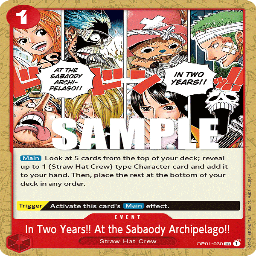 1
AT THE
SABAODY
ARCHI-
PELAGO!!
IN TWO
YEARS!!
SAMPLE
Main Look at 5 cards from the top of your deck; reveal
up to 1 {Straw Hat Crew} type Character card and add it
to your hand. Then, place the rest at the bottom of your
deck in any order.
Trigger Activate this card's Main effect.
EVENT
In Two Years!! At the Sabaody Archipelago!!
Straw Hat Crew